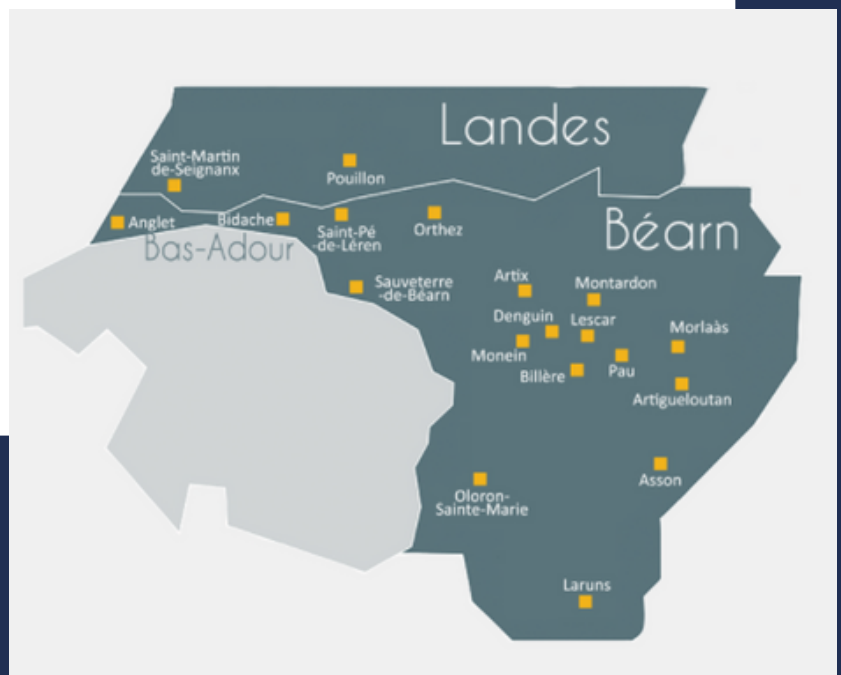 Landes
Saint-Martin
de-Seignanx
Pouillon
Anglet
Bidache
Saint-Pé
-de-Léren
Orthez
Béarn
Bas-Adour
Sauveterre
-de-Béarn
Artix
Montardon
Denguin
Lescar
Morlaàs
Monein
Billère
Pau
Artigueloutan
Asson
Oloron-
Sainte-Marie
Laruns